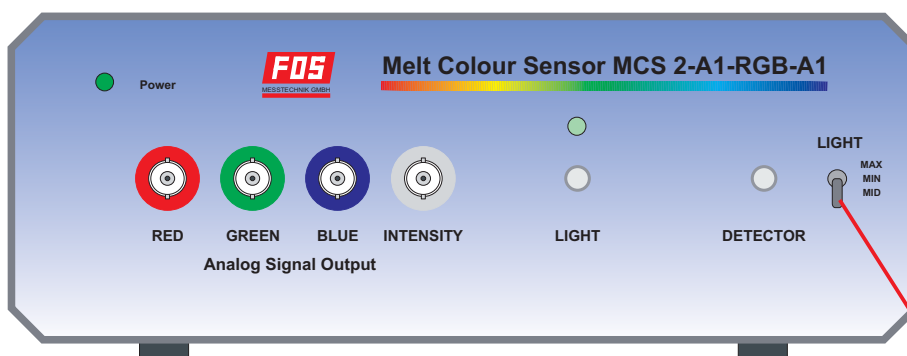 FOS
MESSTECHNIK GMBH
Melt Colour Sensor MCS 2-A1-RGB-A1
Power
LIGHT
MAX
MIN
MID
RED GREEN BLUE INTENSITY LIGHT DETECTOR
Analog Signal Output